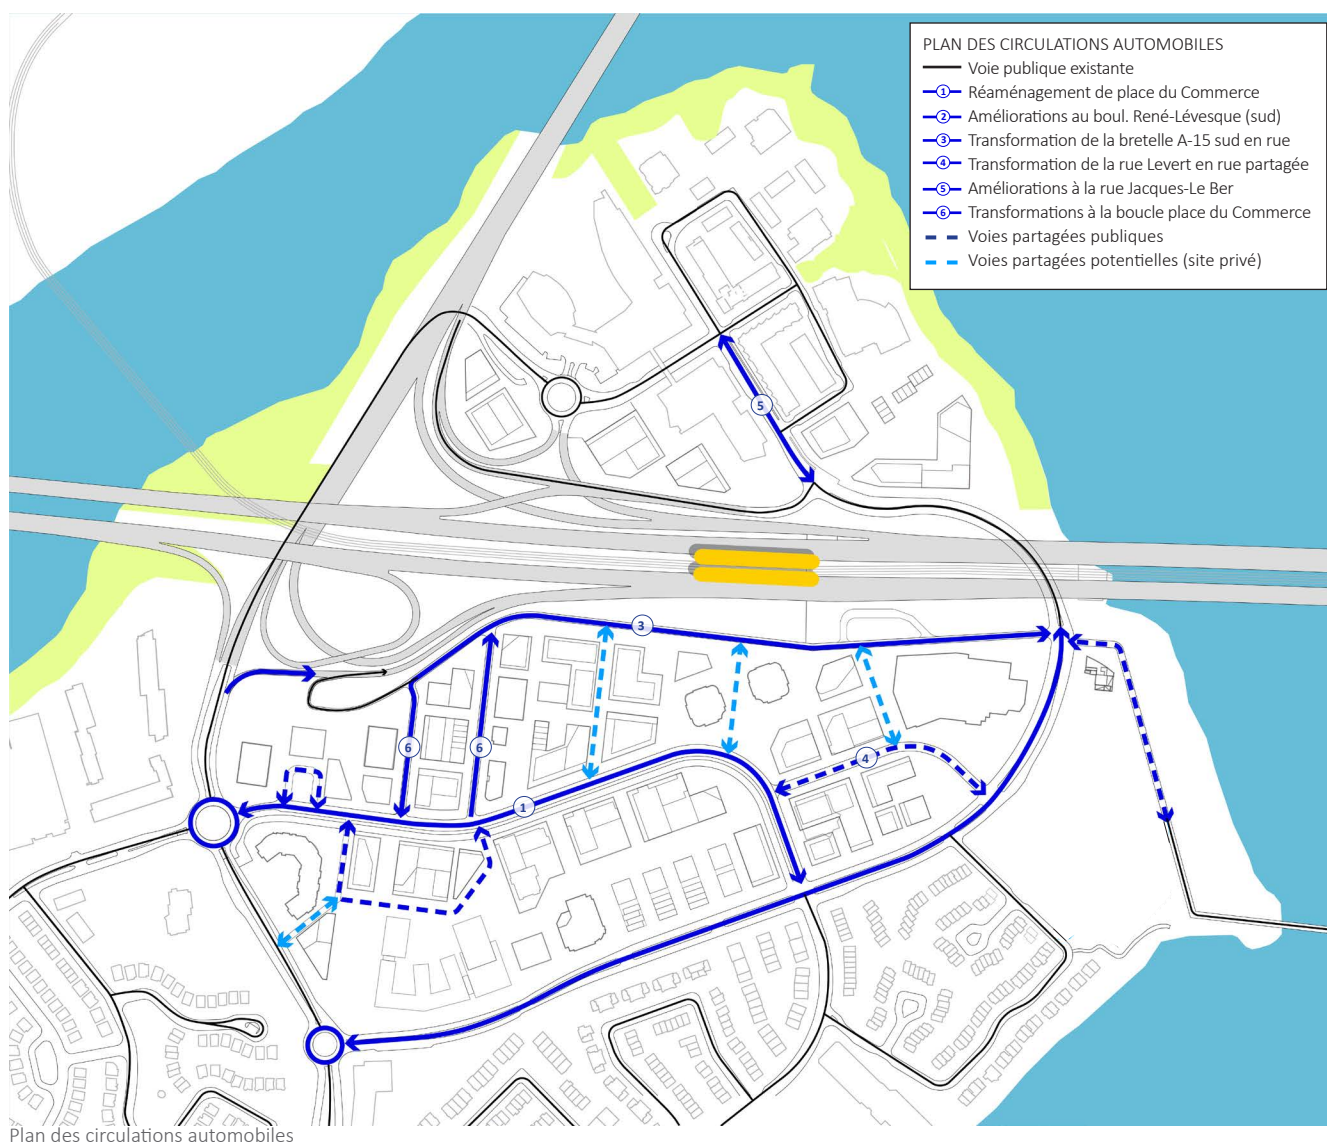 PLAN DES CIRCULATIONS AUTOMOBILES
Voie publique existante
1 Réaménagement de place du Commerce
2 Améliorations au boul. René-Lévesque (sud)
3 Transformation de la bretelle A-15 sud en rue
4 Transformation de la rue Levert en rue partagée
5 Améliorations à la rue Jacques-Le Ber
6 Transformations à la boucle place du Commerce
Voies partagées publiques
Voies partagées potentielles (site privé)
5
3
6
6
4
1
Plan des circulations automobiles